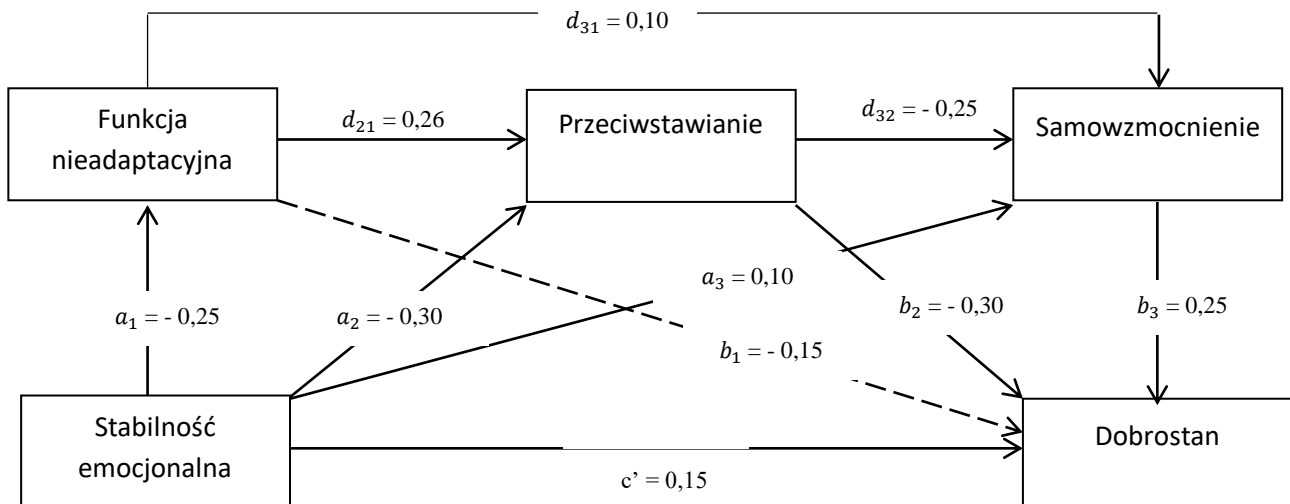 d₃₁ = 0,10
Funkcja
nieadaptacyjna
d₂₁ = 0,26
Przeciwstawianie
d₃₂ = - 0,25
Samowzmocnienie
a₁ = - 0,25
a₂ = - 0,30
a₃ = 0,10
b₁ = - 0,15
b₂ = - 0,30
b₃ = 0,25
Stabilność
emocjonalna
c’ = 0,15
Dobrostan